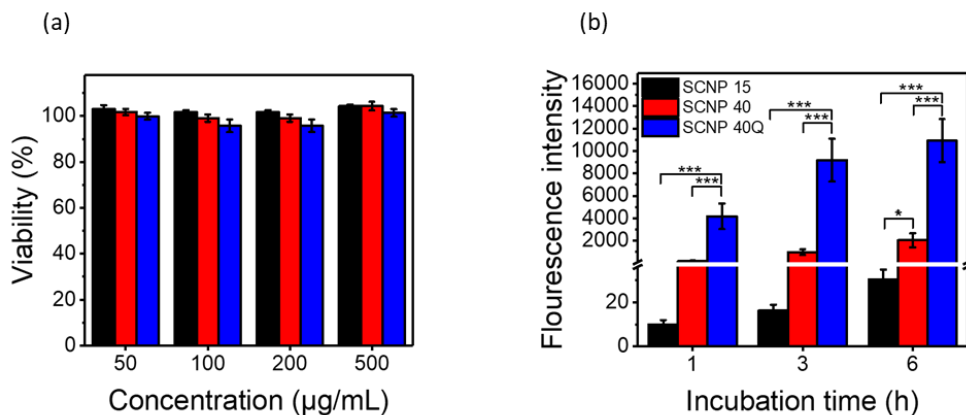 (a)
(b)
Viability (%)
100
80
60
40
20
0
50 100 200 500
Concentration (µg/mL)
Flourescence intensity
16000
14000
12000
10000
8000
6000
4000
2000
20
0
SCNP 15
SCNP 40
SCNP 40Q
***
***
***
***
***
***
*
1 3 6
Incubation time (h)